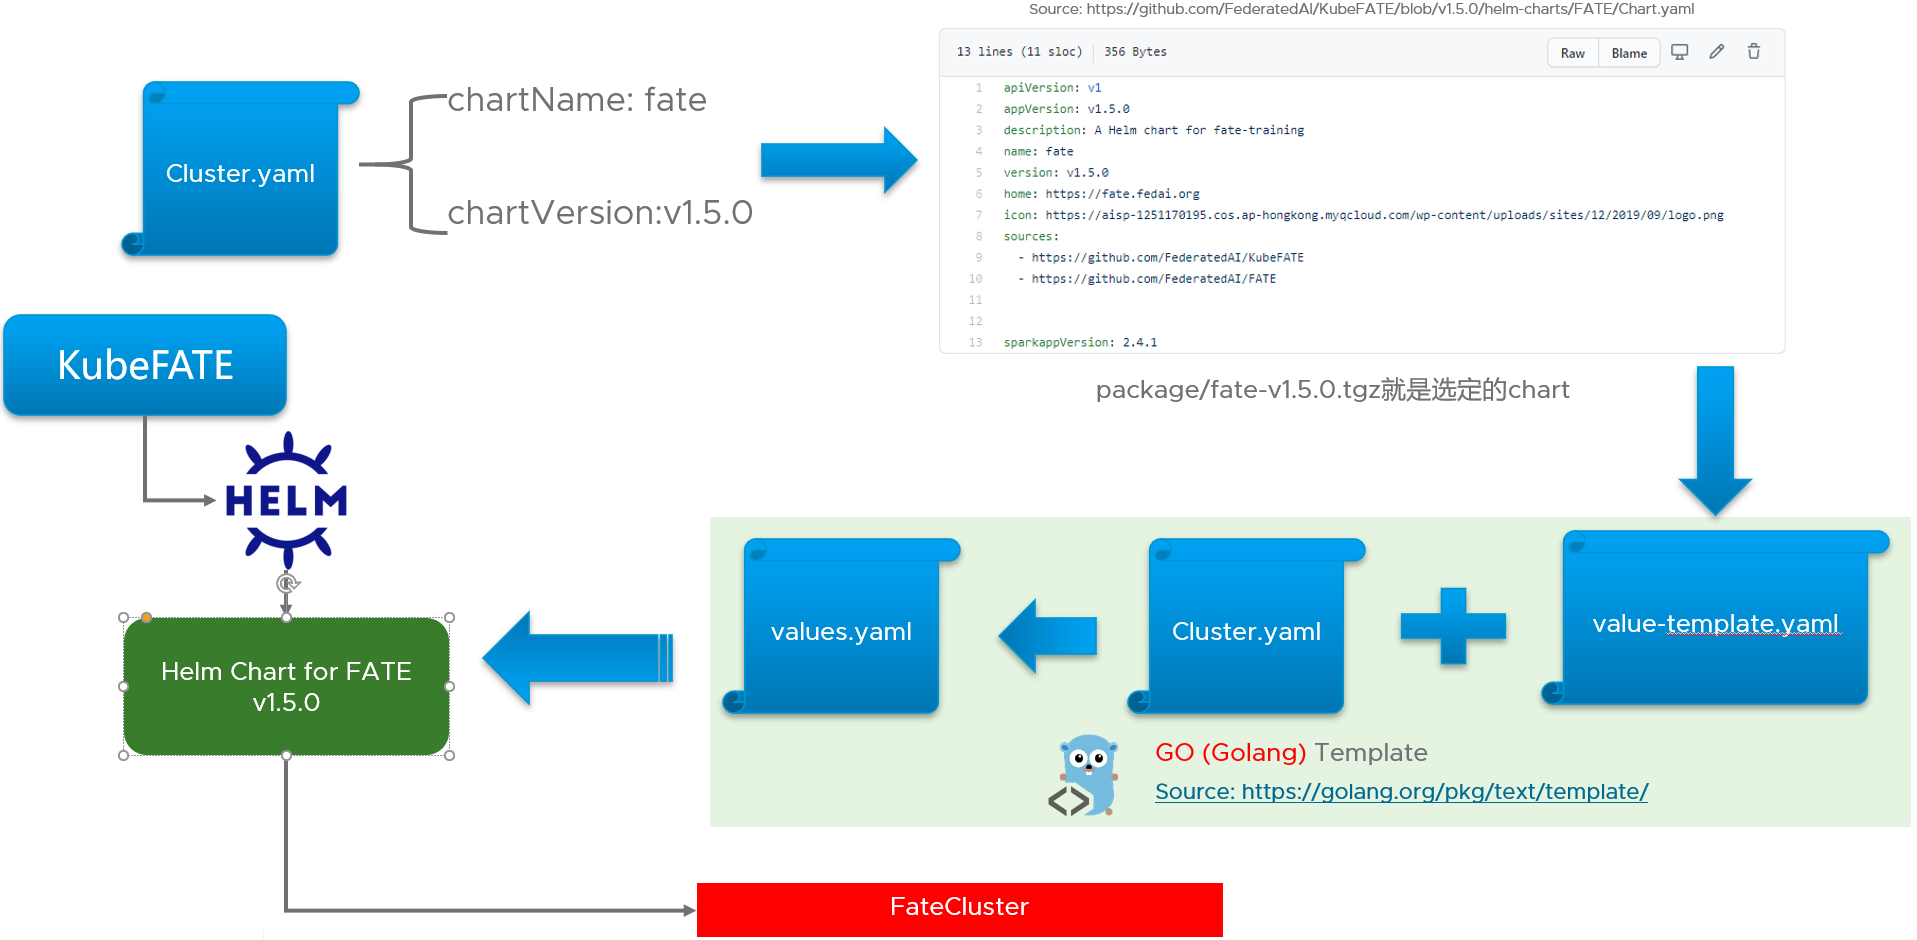 Source: https://github.com/FederatedAI/KubeFATE/blob/v1.5.0/helm-charts/FATE/Chart.yaml
13 lines (11 sloc) 356 Bytes
Raw Blame
1 apiVersion: v1
2 appVersion: v1.5.0
3 description: A Helm chart for fate-training
4 name: fate
5 version: v1.5.0
6 home: https://fate.fedai.org
7 icon: https://aisp-1251170195.cos.ap-hongkong.myqcloud.com/wp-content/uploads/sites/12/2019/09/logo.png
8 sources:
9 - https://github.com/FederatedAI/KubeFATE
10 - https://github.com/FederatedAI/FATE
11
12
13 sparkappVersion: 2.4.1
Cluster.yaml
chartName: fate
chartVersion:v1.5.0
package/fate-v1.5.0.tgz就是选定的chart
KubeFATE
HELM
Helm Chart for FATE
v1.5.0
values.yaml
Cluster.yaml
value-template.yaml
GO (Golang) Template
Source: https://golang.org/pkg/text/template/
FateCluster